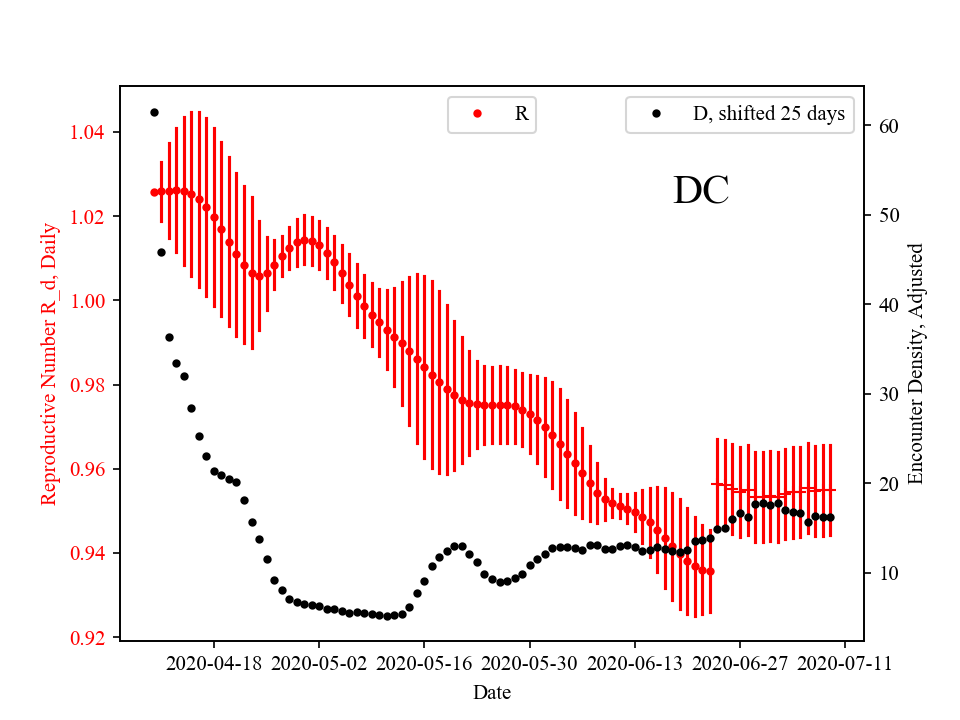 R
D, shifted 25 days
DC
Reproductive Number R_d, Daily
1.04
1.02
1.00
0.98
0.96
0.94
0.92
60
50
40
30
20
10
Encounter Density, Adjusted
2020-04-18 2020-05-02 2020-05-16 2020-05-30 2020-06-13 2020-06-27 2020-07-11
Date